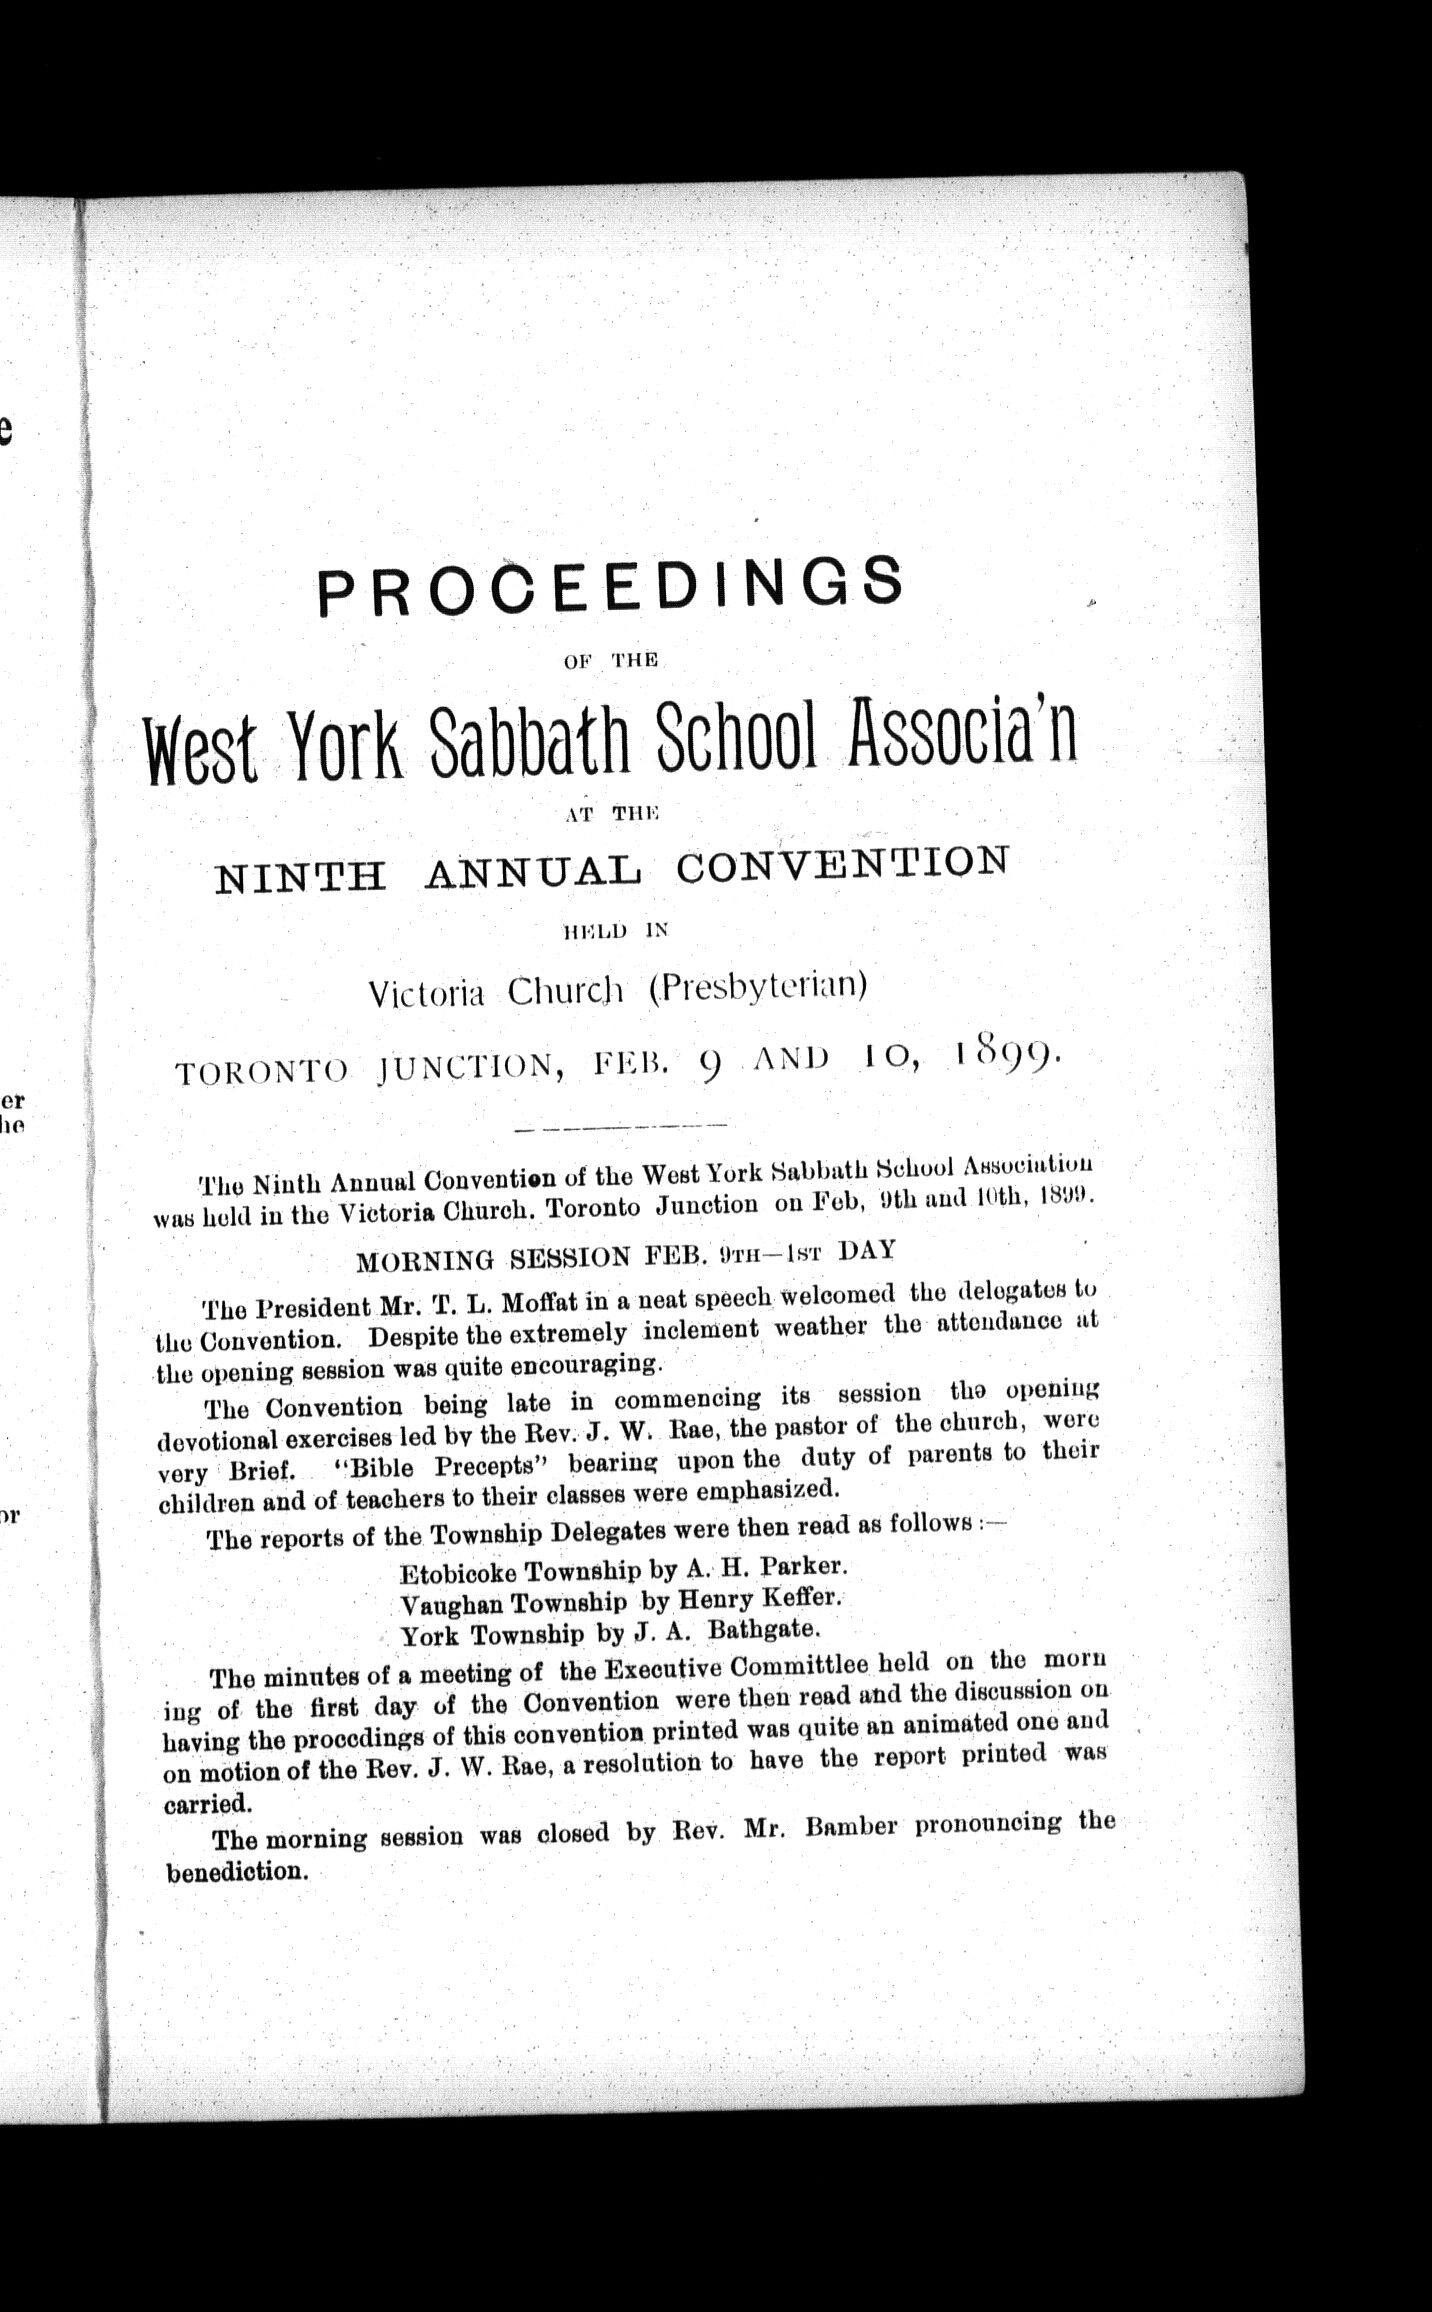 PROCEEDINGS
OF THE
West York Sabbath School Associa'n
AT THE
NINTH ANNUAL CONVENTION
HELD IN
Victoria Church (Presbyterian)
TORONTO JUNCTION, FEB. 9 AND 10, 1899.
The Ninth Annual Convention of the West York Sabbath School Association
was held in the Victoria Church. Toronto Junction on Feb, 9th and 10th, 1899.
MORNING SESSION FEB. 9TH—1ST DAY
The President Mr. T. L. Moffat in a neat speech welcomed the delegates to
the Convention. Despite the extremely inclement weather the attendance at
the opening session was quite encouraging.
The Convention being late in commencing its session the opening
devotional exercises led by the Rev. J. W. Rae, the pastor of the church, were
very Brief. "Bible Precepts" bearing upon the duty of parents to their
children and of teachers to their classes were emphasized.
The reports of the Township Delegates were then read as follows :—
Etobicoke Township by A. H. Parker.
Vaughan Township by Henry Keffer.
York Township by J. A. Bathgate.
The minutes of a meeting of the Executive Committlee held on the morn
ing of the first day of the Convention were then read and the discussion on
having the procedings of this convention printed was quite an animated one and
on motion of the Rev. J. W. Rae, a resolution to have the report printed was
carried.
The morning session was closed by Rev. Mr. Bamber pronouncing the
benediction.
e
er
he
or